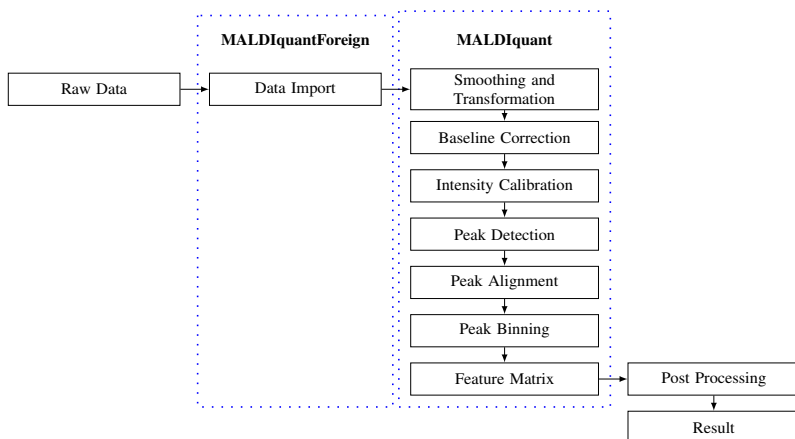 MALDIquantForeign
MALDIquant
Raw Data
Data Import
Smoothing and
Transformation
Baseline Correction
Intensity Calibration
Peak Detection
Peak Alignment
Peak Binning
Feature Matrix
Post Processing
Result